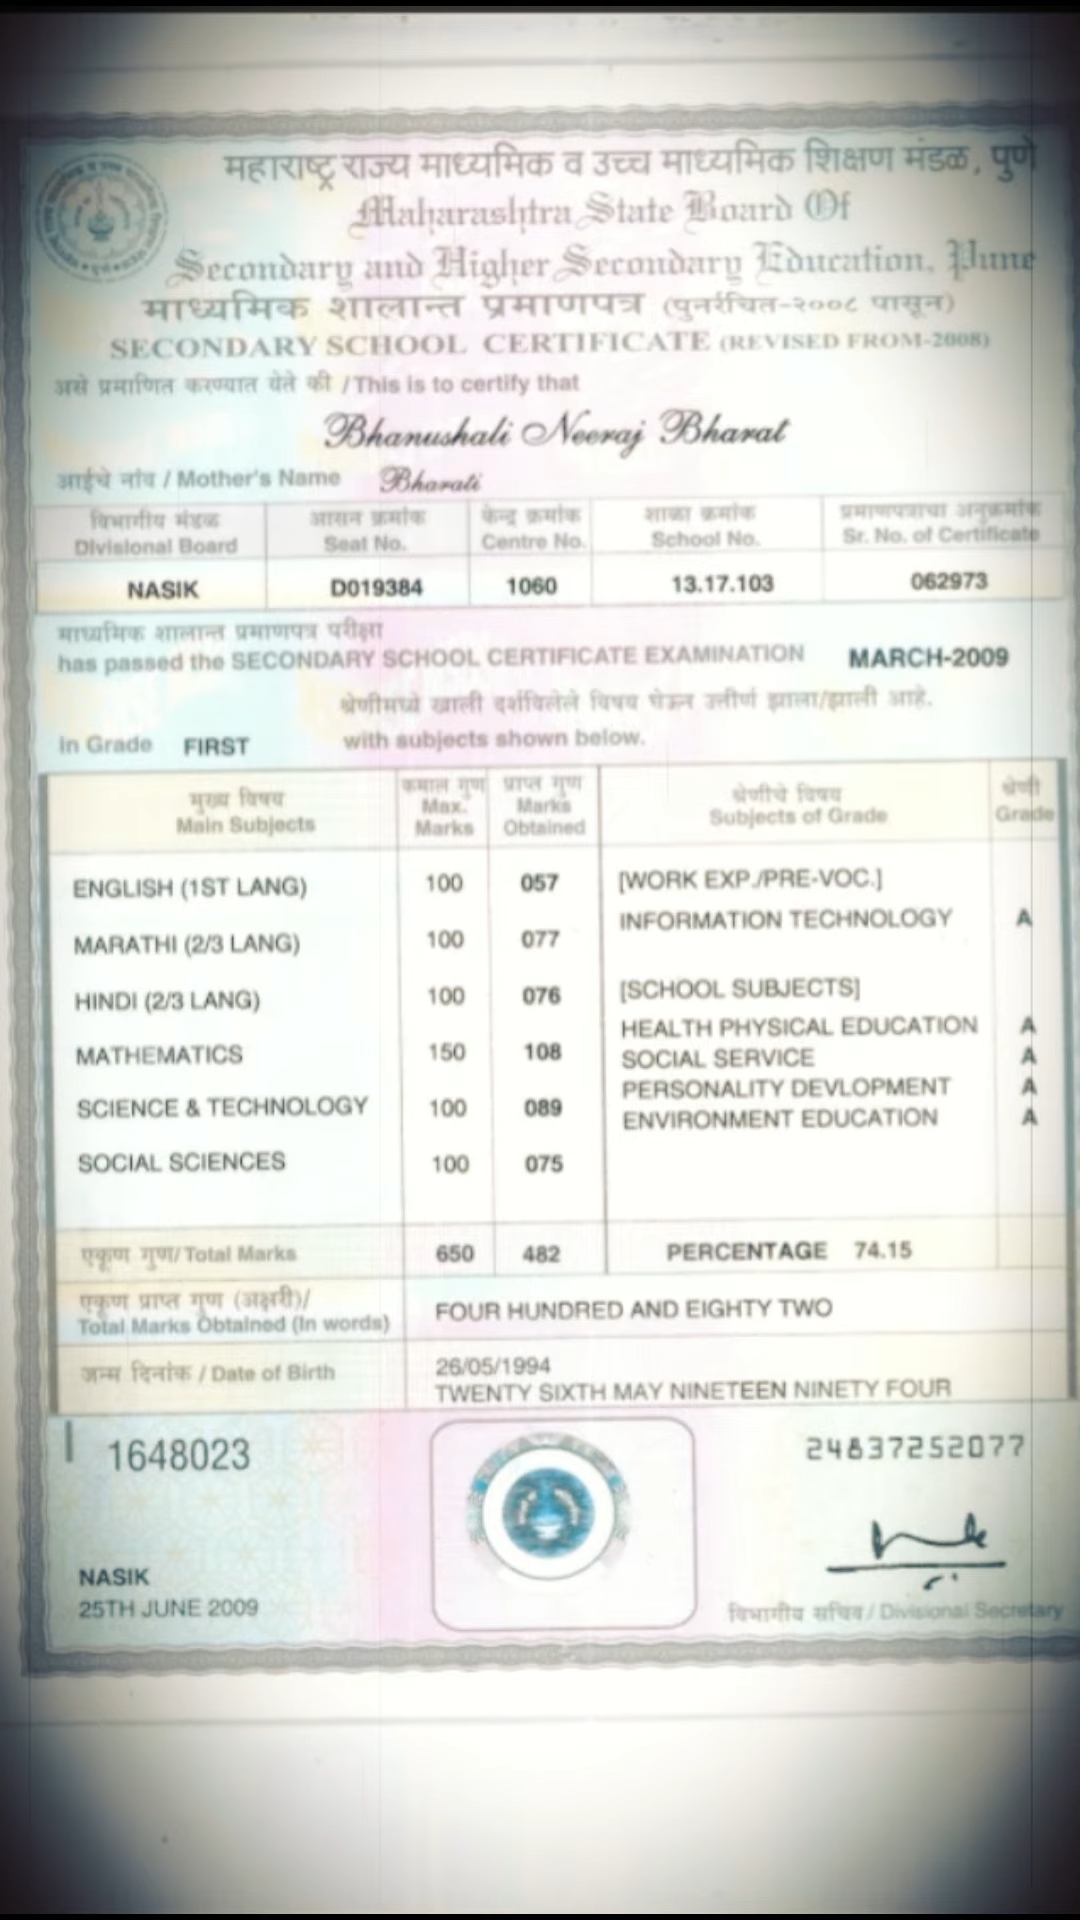 महाराष्ट्र राज्य माध्यमिक व उच्च माध्यमिक शिक्षण मंडळ, पुणे
Maharashtra State Board Of
Secondary and Higher Secondary Education, Pune
माध्यमिक शालान्त प्रमाणपत्र (पुनर्रचित-२००८ पासून)
SECONDARY SCHOOL CERTIFICATE (REVISED FROM-2008)
असे प्रमाणित करण्यात येते की / This is to certify that
Bhanushali Neeraj Bharat
आईचे नांव / Mother's Name Bharati
विभागीय मंडळ आसन क्रमांक केन्द्र क्रमांक शाळा क्रमांक प्रमाणपत्राचा अनुक्रमांक
Divisional Board Seat No. Centre No. School No. Sr. No. of Certificate
NASIK D019384 1060 13.17.103 062973
माध्यमिक शालान्त प्रमाणपत्र परीक्षा
has passed the SECONDARY SCHOOL CERTIFICATE EXAMINATION MARCH-2009
श्रेणीमध्ये खाली दर्शविलेले विषय घेऊन उत्तीर्ण झाला/झाली आहे.
in Grade FIRST with subjects shown below.
मुख्य विषय कमाल गुण प्राप्त गुण श्रेणीचे विषय श्रेणी
Main Subjects Max. Marks Marks Obtained Subjects of Grade Grade
ENGLISH (1ST LANG) 100 057 [WORK EXP./PRE-VOC.]
INFORMATION TECHNOLOGY A
MARATHI (2/3 LANG) 100 077
HINDI (2/3 LANG) 100 076 [SCHOOL SUBJECTS]
HEALTH PHYSICAL EDUCATION A
MATHEMATICS 150 108 SOCIAL SERVICE A
PERSONALITY DEVLOPMENT A
SCIENCE & TECHNOLOGY 100 089 ENVIRONMENT EDUCATION A
SOCIAL SCIENCES 100 075
एकूण गुण/ Total Marks 650 482 PERCENTAGE 74.15
एकूण प्राप्त गुण (अक्षरी)/
Total Marks Obtained (In words) FOUR HUNDRED AND EIGHTY TWO
जन्म दिनांक / Date of Birth 26/05/1994
TWENTY SIXTH MAY NINETEEN NINETY FOUR
1648023 24837252077
NASIK
25TH JUNE 2009
विभागीय सचिव / Divisional Secretary